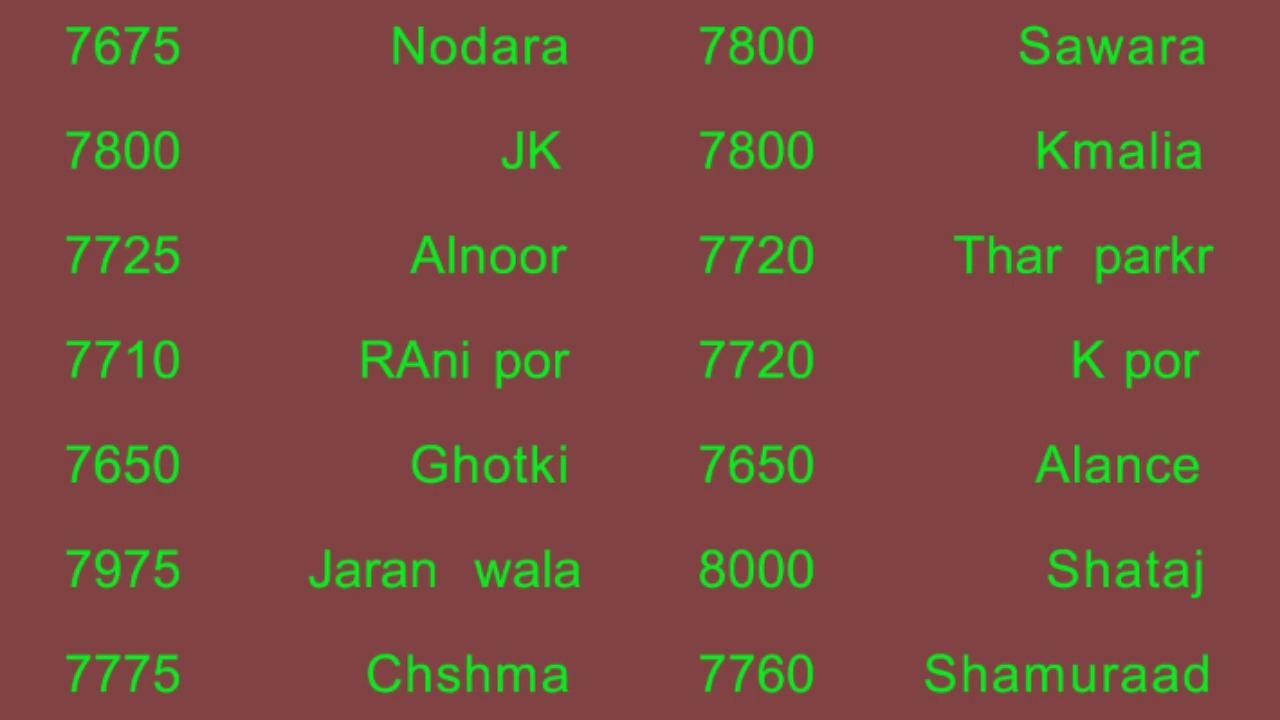 7675 Nodara 7800 Sawara
7800 JK 7800 Kmalia
7725 Alnoor 7720 Thar parkr
7710 RAni por 7720 K por
7650 Ghotki 7650 Alance
7975 Jaran wala 8000 Shataj
7775 Chshma 7760 Shamuraad